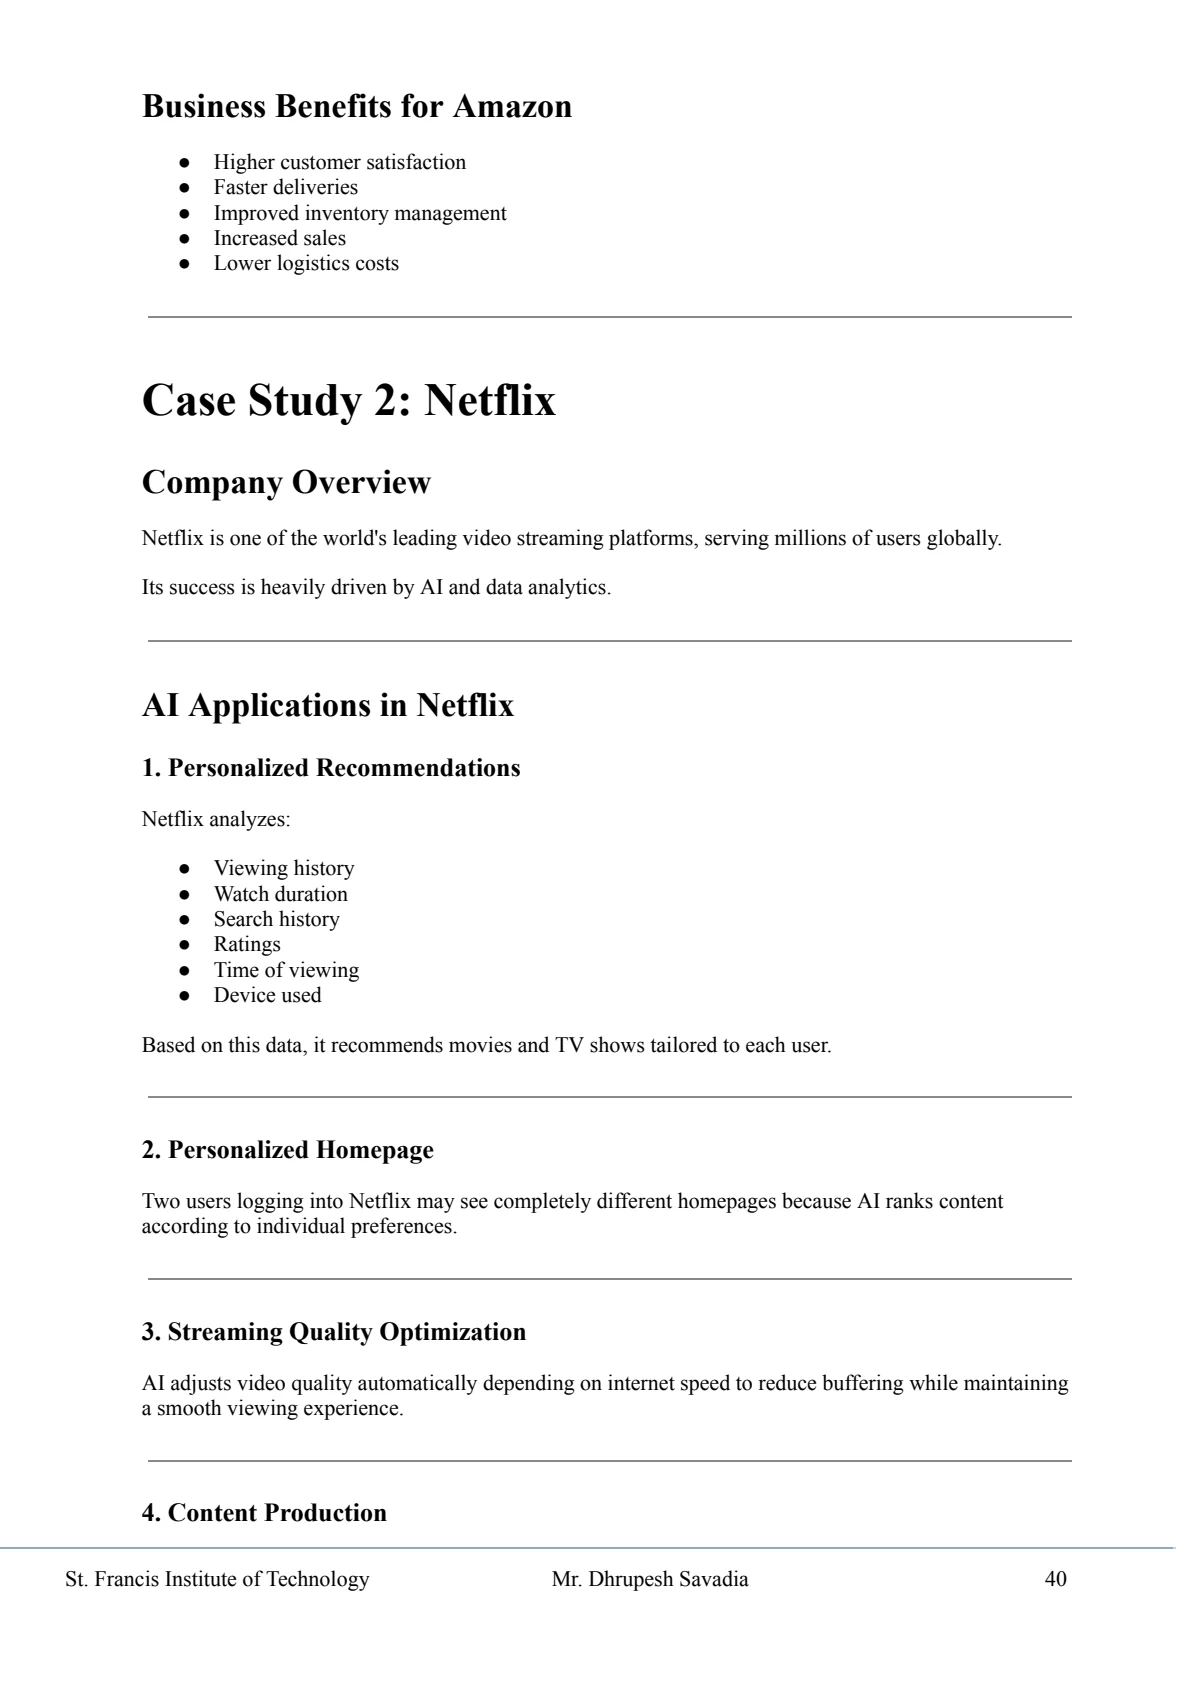 Business Benefits for Amazon
● Higher customer satisfaction
● Faster deliveries
● Improved inventory management
● Increased sales
● Lower logistics costs
Case Study 2: Netflix
Company Overview
Netflix is one of the world's leading video streaming platforms, serving millions of users globally.
Its success is heavily driven by AI and data analytics.
AI Applications in Netflix
1. Personalized Recommendations
Netflix analyzes:
● Viewing history
● Watch duration
● Search history
● Ratings
● Time of viewing
● Device used
Based on this data, it recommends movies and TV shows tailored to each user.
2. Personalized Homepage
Two users logging into Netflix may see completely different homepages because AI ranks content
according to individual preferences.
3. Streaming Quality Optimization
AI adjusts video quality automatically depending on internet speed to reduce buffering while maintaining
a smooth viewing experience.
4. Content Production
St. Francis Institute of Technology Mr. Dhrupesh Savadia 40